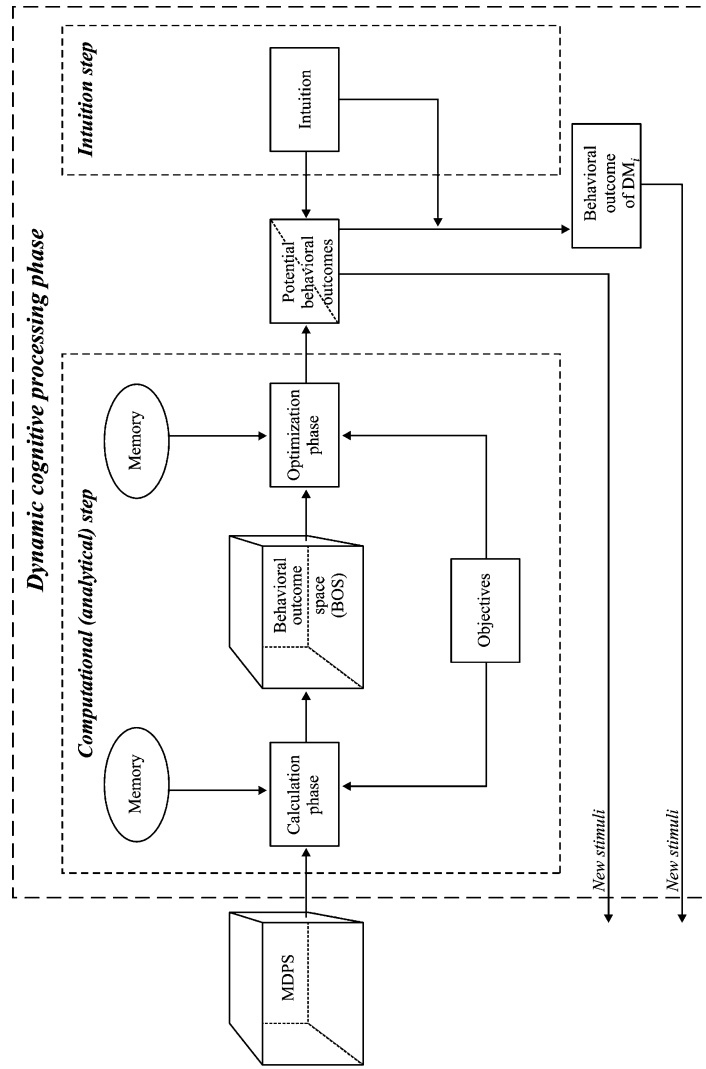 Dynamic cognitive processing phase
Computational (analytical) step
Intuition step
Memory
Memory
MDPS
Calculation
phase
Behavioral
outcome
space
(BOS)
Optimization
phase
Potential
behavioral
outcomes
Intuition
Objectives
Behavioral
outcome
of DMi
New stimuli
New stimuli